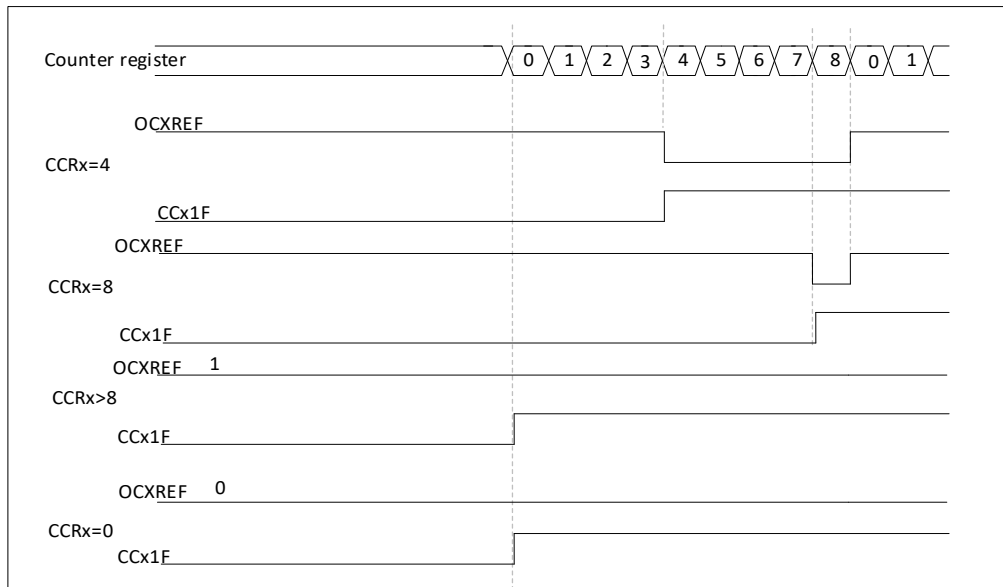 Counter register 0 1 2 3 4 5 6 7 8 0 1
OCXREF
CCRx=4
CCx1F
OCXREF
CCRx=8
CCx1F
OCXREF 1
CCRx>8
CCx1F
OCXREF 0
CCRx=0
CCx1F